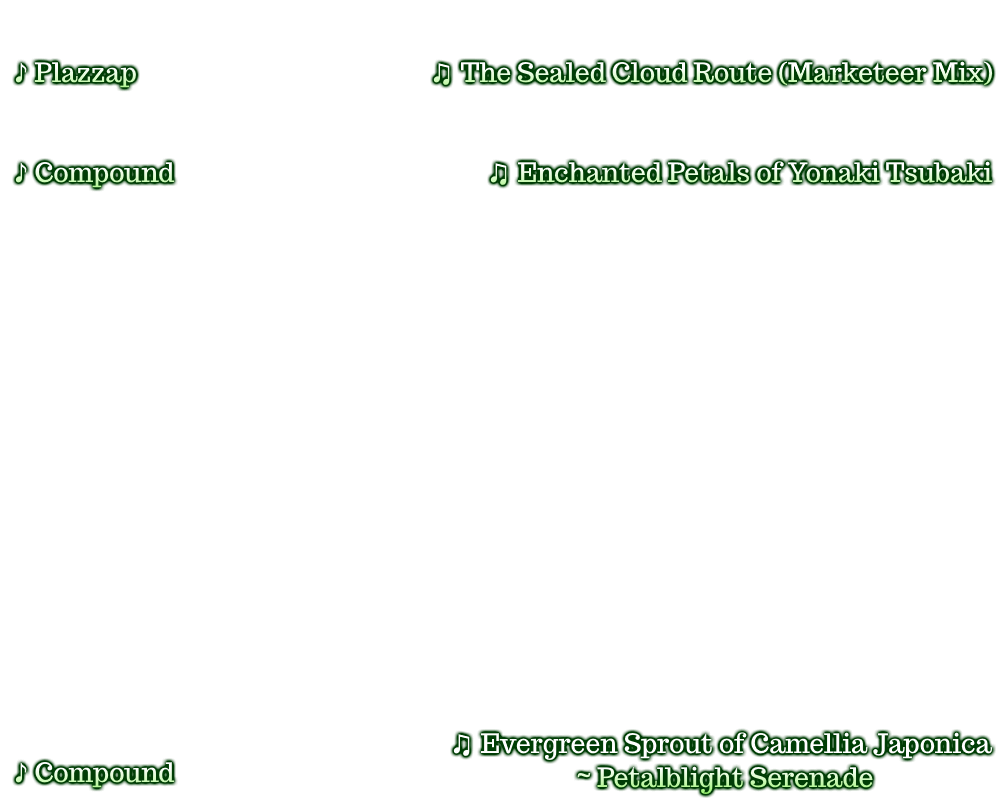 ♪ Plazzap
♫ The Sealed Cloud Route (Marketeer Mix)
♪ Compound
♫ Enchanted Petals of Yonaki Tsubaki
♪ Compound
♫ Evergreen Sprout of Camellia Japonica
~ Petalblight Serenade